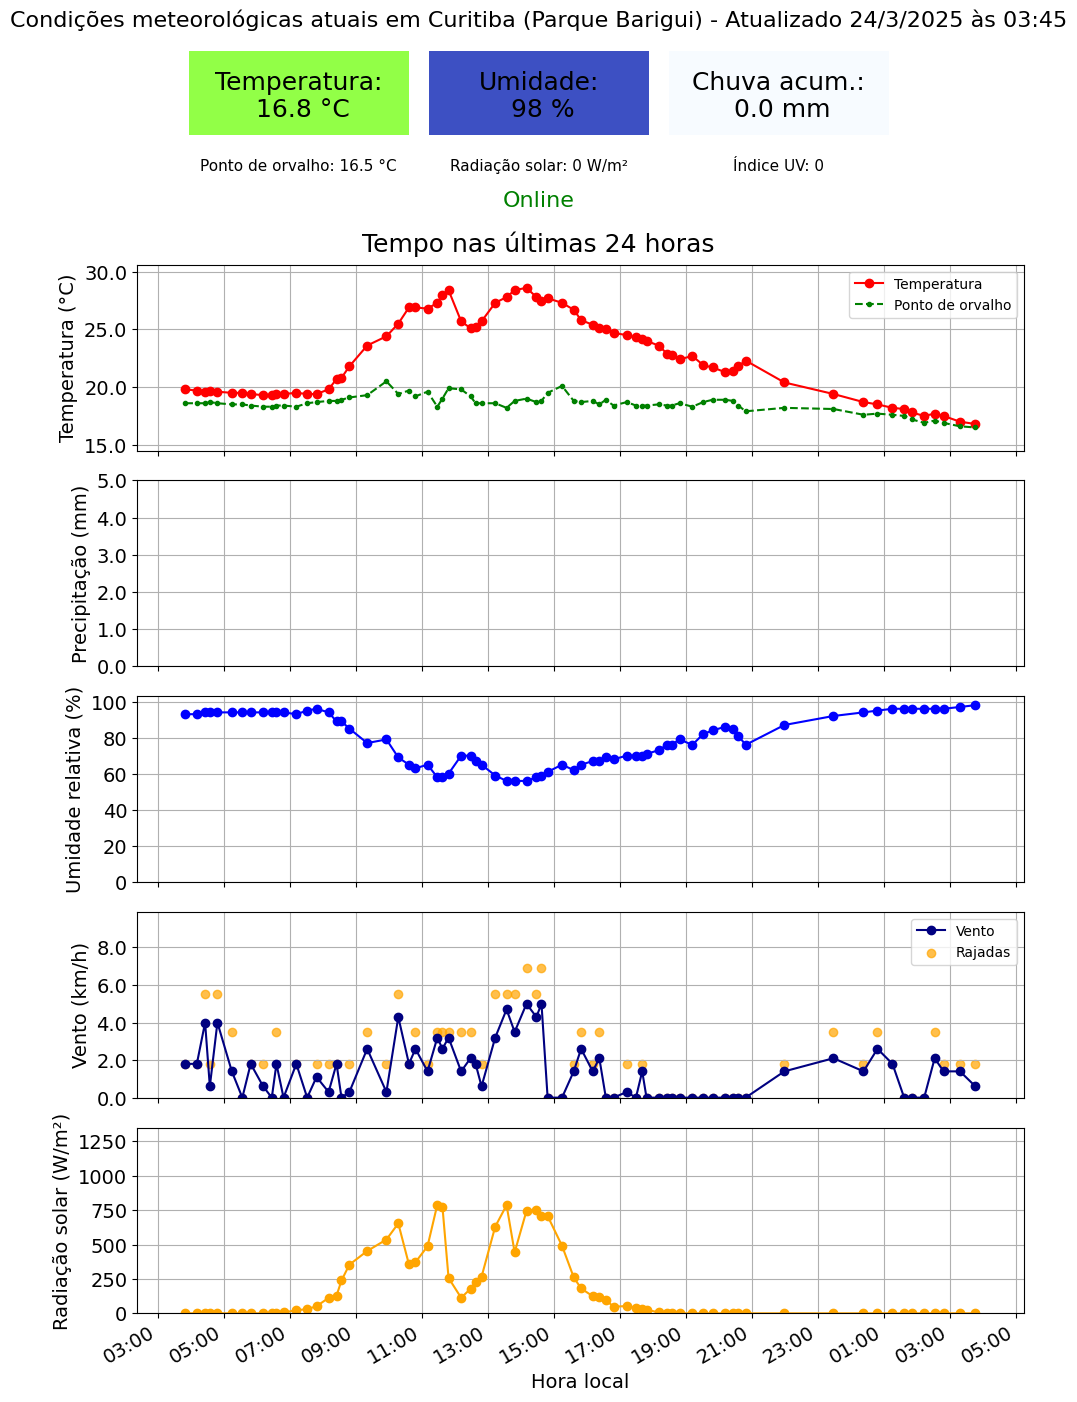 Condições meteorológicas atuais em Curitiba (Parque Barigui) - Atualizado 24/3/2025 às 03:45
Temperatura:
16.8 °C
Umidade:
98 %
Chuva acum.:
0.0 mm
Ponto de orvalho: 16.5 °C
Radiação solar: 0 W/m²
Índice UV: 0
Online
Tempo nas últimas 24 horas
Temperatura (°C)
30.0
25.0
20.0
15.0
Temperatura
Ponto de orvalho
Precipitação (mm)
5.0
4.0
3.0
2.0
1.0
0.0
Umidade relativa (%)
100
80
60
40
20
0
Vento (km/h)
8.0
6.0
4.0
2.0
0.0
Vento
Rajadas
Radiação solar (W/m²)
1250
1000
750
500
250
0
03:00
05:00
07:00
09:00
11:00
13:00
15:00
17:00
19:00
21:00
23:00
01:00
03:00
05:00
Hora local